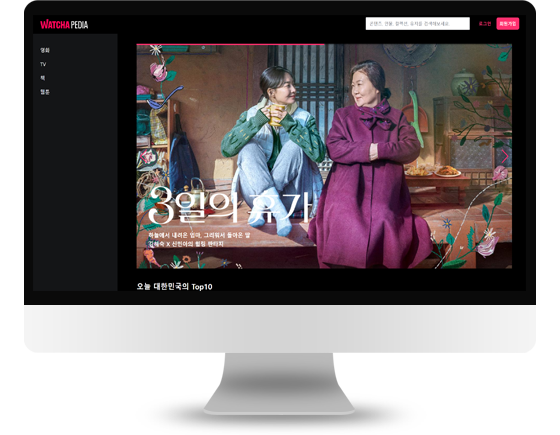 WATCHA PEDIA
콘텐츠, 인물, 컬렉션, 유저를 검색해보세요
로그인
회원가입
영화
TV
책
웹툰
3일의 휴가
하늘에서 내려온 엄마, 그리워서 돌아온 딸
김해숙 X 신민아의 힐링 판타지
오늘 대한민국의 Top10